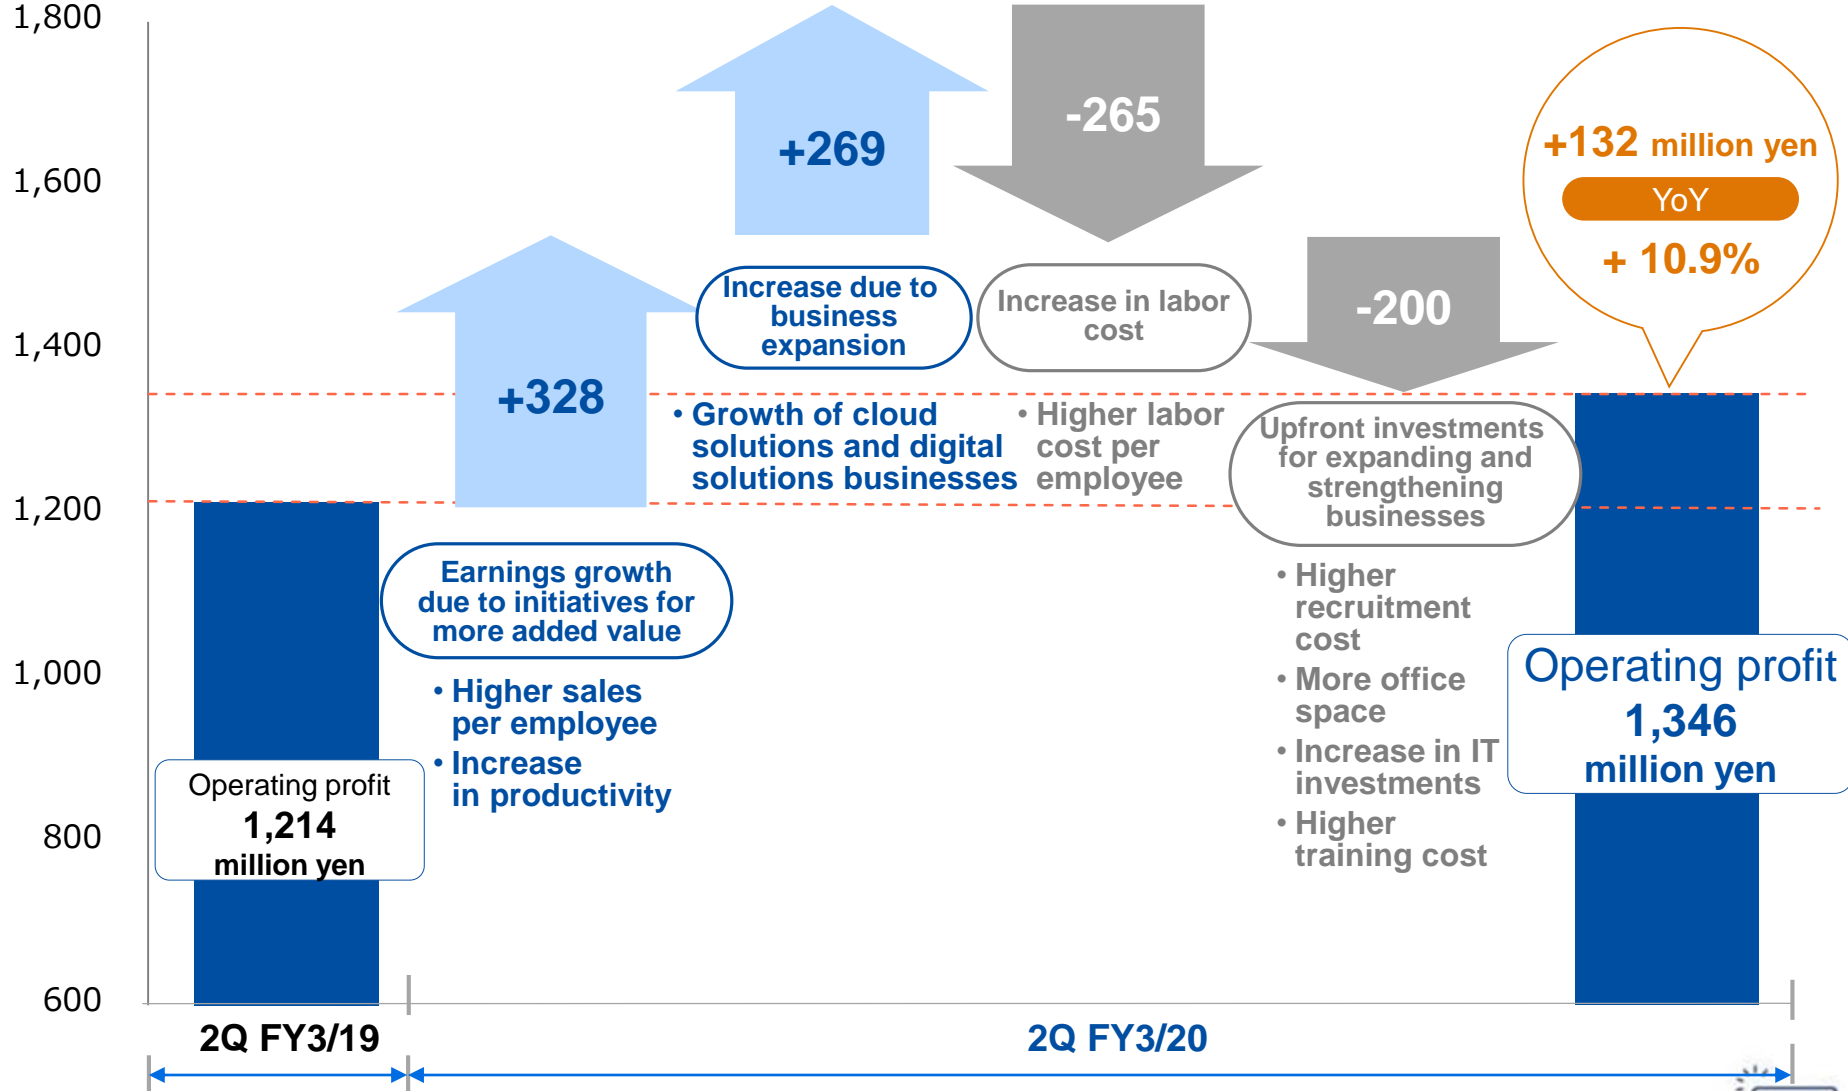 1,800
1,600
1,400
1,200
1,000
800
600
+328
+269
-265
-200
+132 million yen
YoY
+ 10.9%
Increase due to
business
expansion
• Growth of cloud
solutions and digital
solutions businesses
Increase in labor
cost
• Higher labor
cost per
employee
Upfront investments
for expanding and
strengthening
businesses
• Higher
recruitment
cost
• More office
space
• Increase in IT
investments
• Higher
training cost
Earnings growth
due to initiatives for
more added value
• Higher sales
per employee
• Increase
in productivity
Operating profit
1,214
million yen
Operating profit
1,346
million yen
2Q FY3/19
2Q FY3/20